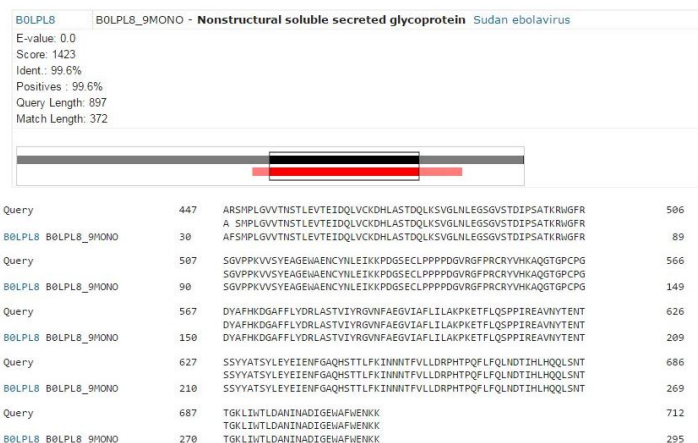 B0LPL8 B0LPL8_9MONO - Nonstructural soluble secreted glycoprotein Sudan ebolavirus
E-value: 0.0
Score: 1423
Ident.: 99.6%
Positives : 99.6%
Query Length: 897
Match Length: 372
Query 447 ARSMPLGVVTNSTLEVTEIDQLVCKDHLASTDQLKSVGLNLEGSGVSTDIPSATKRWGFR 506
A SMPLGVVTNSTLEVTEIDQLVCKDHLASTDQLKSVGLNLEGSGVSTDIPSATKRWGFR
B0LPL8 B0LPL8_9MONO 30 AFSMPLGVVTNSTLEVTEIDQLVCKDHLASTDQLKSVGLNLEGSGVSTDIPSATKRWGFR 89
Query 507 SGVPPKVVSYEAGEWAENCYNLEIKKPDGSECLPPPPDGVRGFPRCRYVHKAQGTGPCPG 566
SGVPPKVVSYEAGEWAENCYNLEIKKPDGSECLPPPPDGVRGFPRCRYVHKAQGTGPCPG
B0LPL8 B0LPL8_9MONO 90 SGVPPKVVSYEAGEWAENCYNLEIKKPDGSECLPPPPDGVRGFPRCRYVHKAQGTGPCPG 149
Query 567 DYAFHKDGAFFLYDRLASTVIYRGVNFAEGVIAFLILAKPKETFLQSPPIREAVNYTENT 626
DYAFHKDGAFFLYDRLASTVIYRGVNFAEGVIAFLILAKPKETFLQSPPIREAVNYTENT
B0LPL8 B0LPL8_9MONO 150 DYAFHKDGAFFLYDRLASTVIYRGVNFAEGVIAFLILAKPKETFLQSPPIREAVNYTENT 209
Query 627 SSYYATSYLEYEIENFGAQHSTTLFKINNNTFVLLDRPHTPQFLFQLNDTIHLHQQLSNT 686
SSYYATSYLEYEIENFGAQHSTTLFKINNNTFVLLDRPHTPQFLFQLNDTIHLHQQLSNT
B0LPL8 B0LPL8_9MONO 210 SSYYATSYLEYEIENFGAQHSTTLFKINNNTFVLLDRPHTPQFLFQLNDTIHLHQQLSNT 269
Query 687 TGKLIWTLDANINADIGEWAFWENKK 712
TGKLIWTLDANINADIGEWAFWENKK
B0LPL8 B0LPL8_9MONO 270 TGKLIWTLDANINADIGEWAFWENKK 295